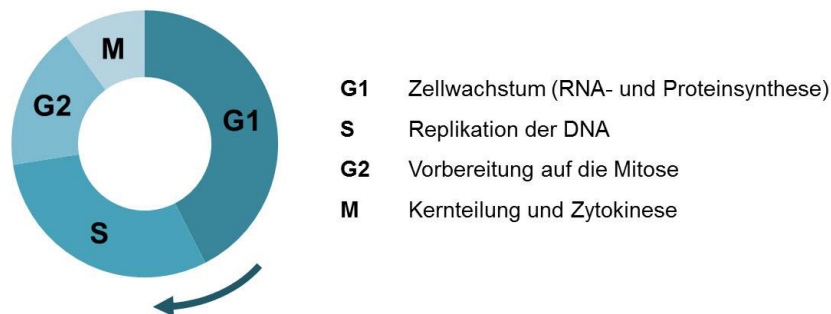 M
G2
G1
S
G1 Zellwachstum (RNA- und Proteinsynthese)
S Replikation der DNA
G2 Vorbereitung auf die Mitose
M Kernteilung und Zytokinese